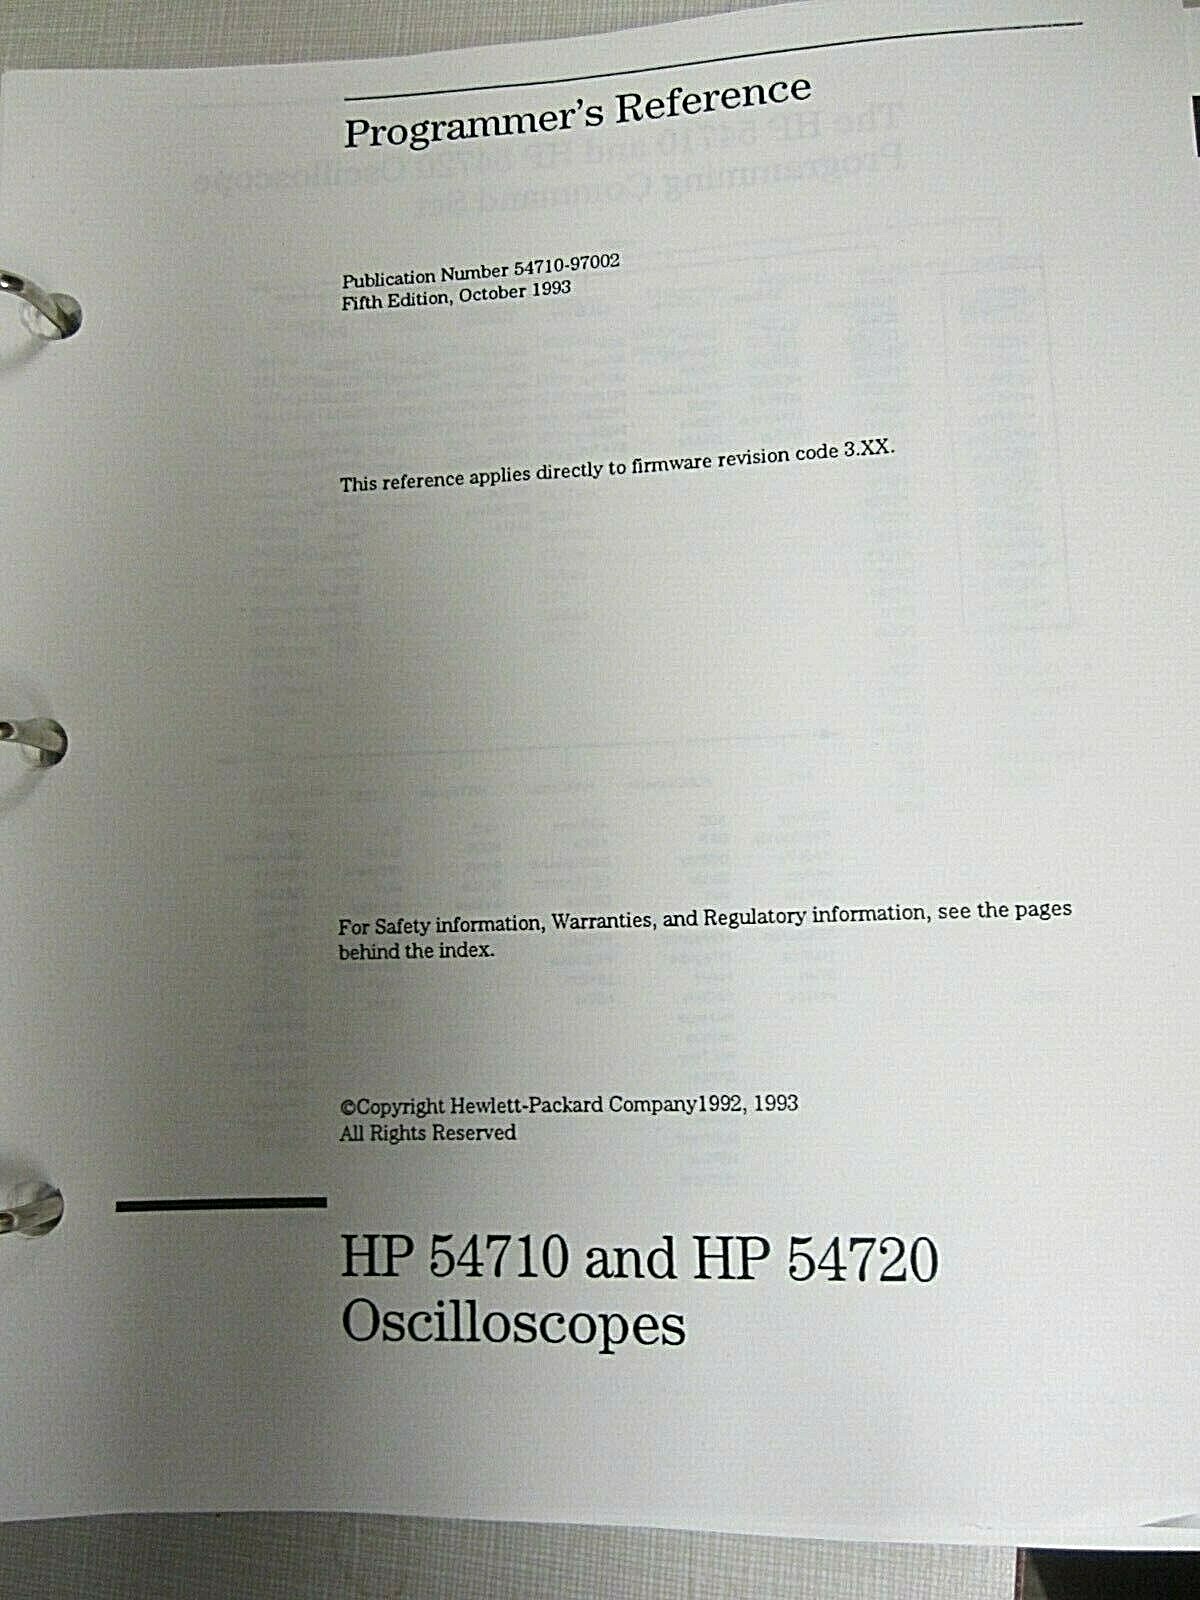 Programmer's Reference
Publication Number 54710-97002
Fifth Edition, October 1993
This reference applies directly to firmware revision code 3.XX.
For Safety information, Warranties, and Regulatory information, see the pages
behind the index.
©Copyright Hewlett-Packard Company1992, 1993
All Rights Reserved
HP 54710 and HP 54720
Oscilloscopes